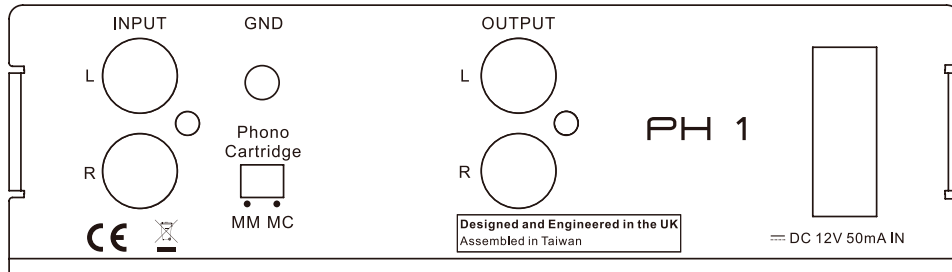 INPUT
GND
OUTPUT
L
L
Phono
Cartridge
PH 1
R
R
MM MC
CE
Designed and Engineered in the UK
Assembled in Taiwan
DC 12V 50mA IN